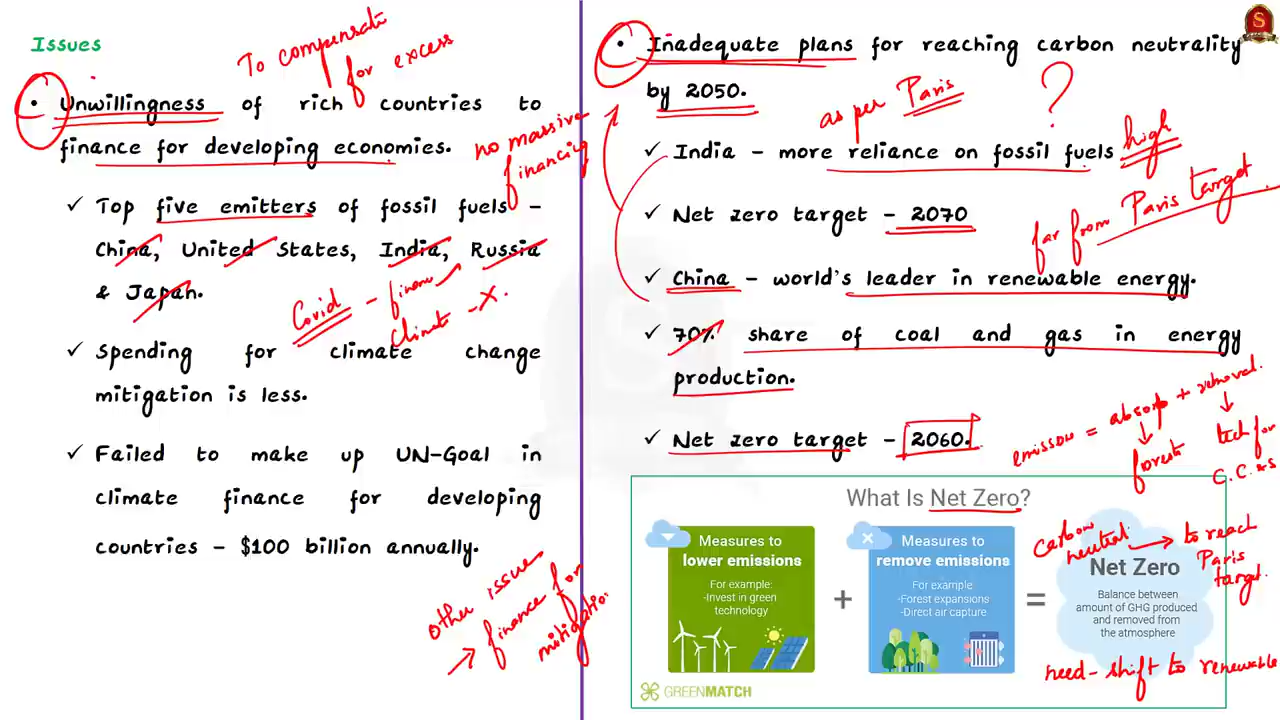 Issues
To compensate
for excess
• Unwillingness of rich countries to
finance for developing economies.
no massive
financing
✓ Top five emitters of fossil fuels –
China, United States, India, Russia
& Japan.
Covid – finance
climate – X.
✓ Spending for climate change
mitigation is less.
✓ Failed to make up UN-Goal in
climate finance for developing
countries – $100 billion annually.
other issue
→ finance for
mitigation
• Inadequate plans for reaching carbon neutrality
by 2050.
as per Paris
?
✓ India – more reliance on fossil fuels
high
✓ Net zero target – 2070
far from Paris target
✓ China – world's leader in renewable energy.
✓ 70% share of coal and gas in energy
production.
✓ Net zero target – 2060.
emission = absorp + removal.
forests
tech for
C.C.&S
What Is Net Zero?
Measures to
lower emissions
For example:
-Invest in green
technology
+
Measures to
remove emissions
For example
-Forest expansions
-Direct air capture
=
carbon
neutral → to reach
Paris
target.
Net Zero
Balance between
amount of GHG produced
and removed from
the atmosphere
need – shift to renewable
GREENMATCH
S